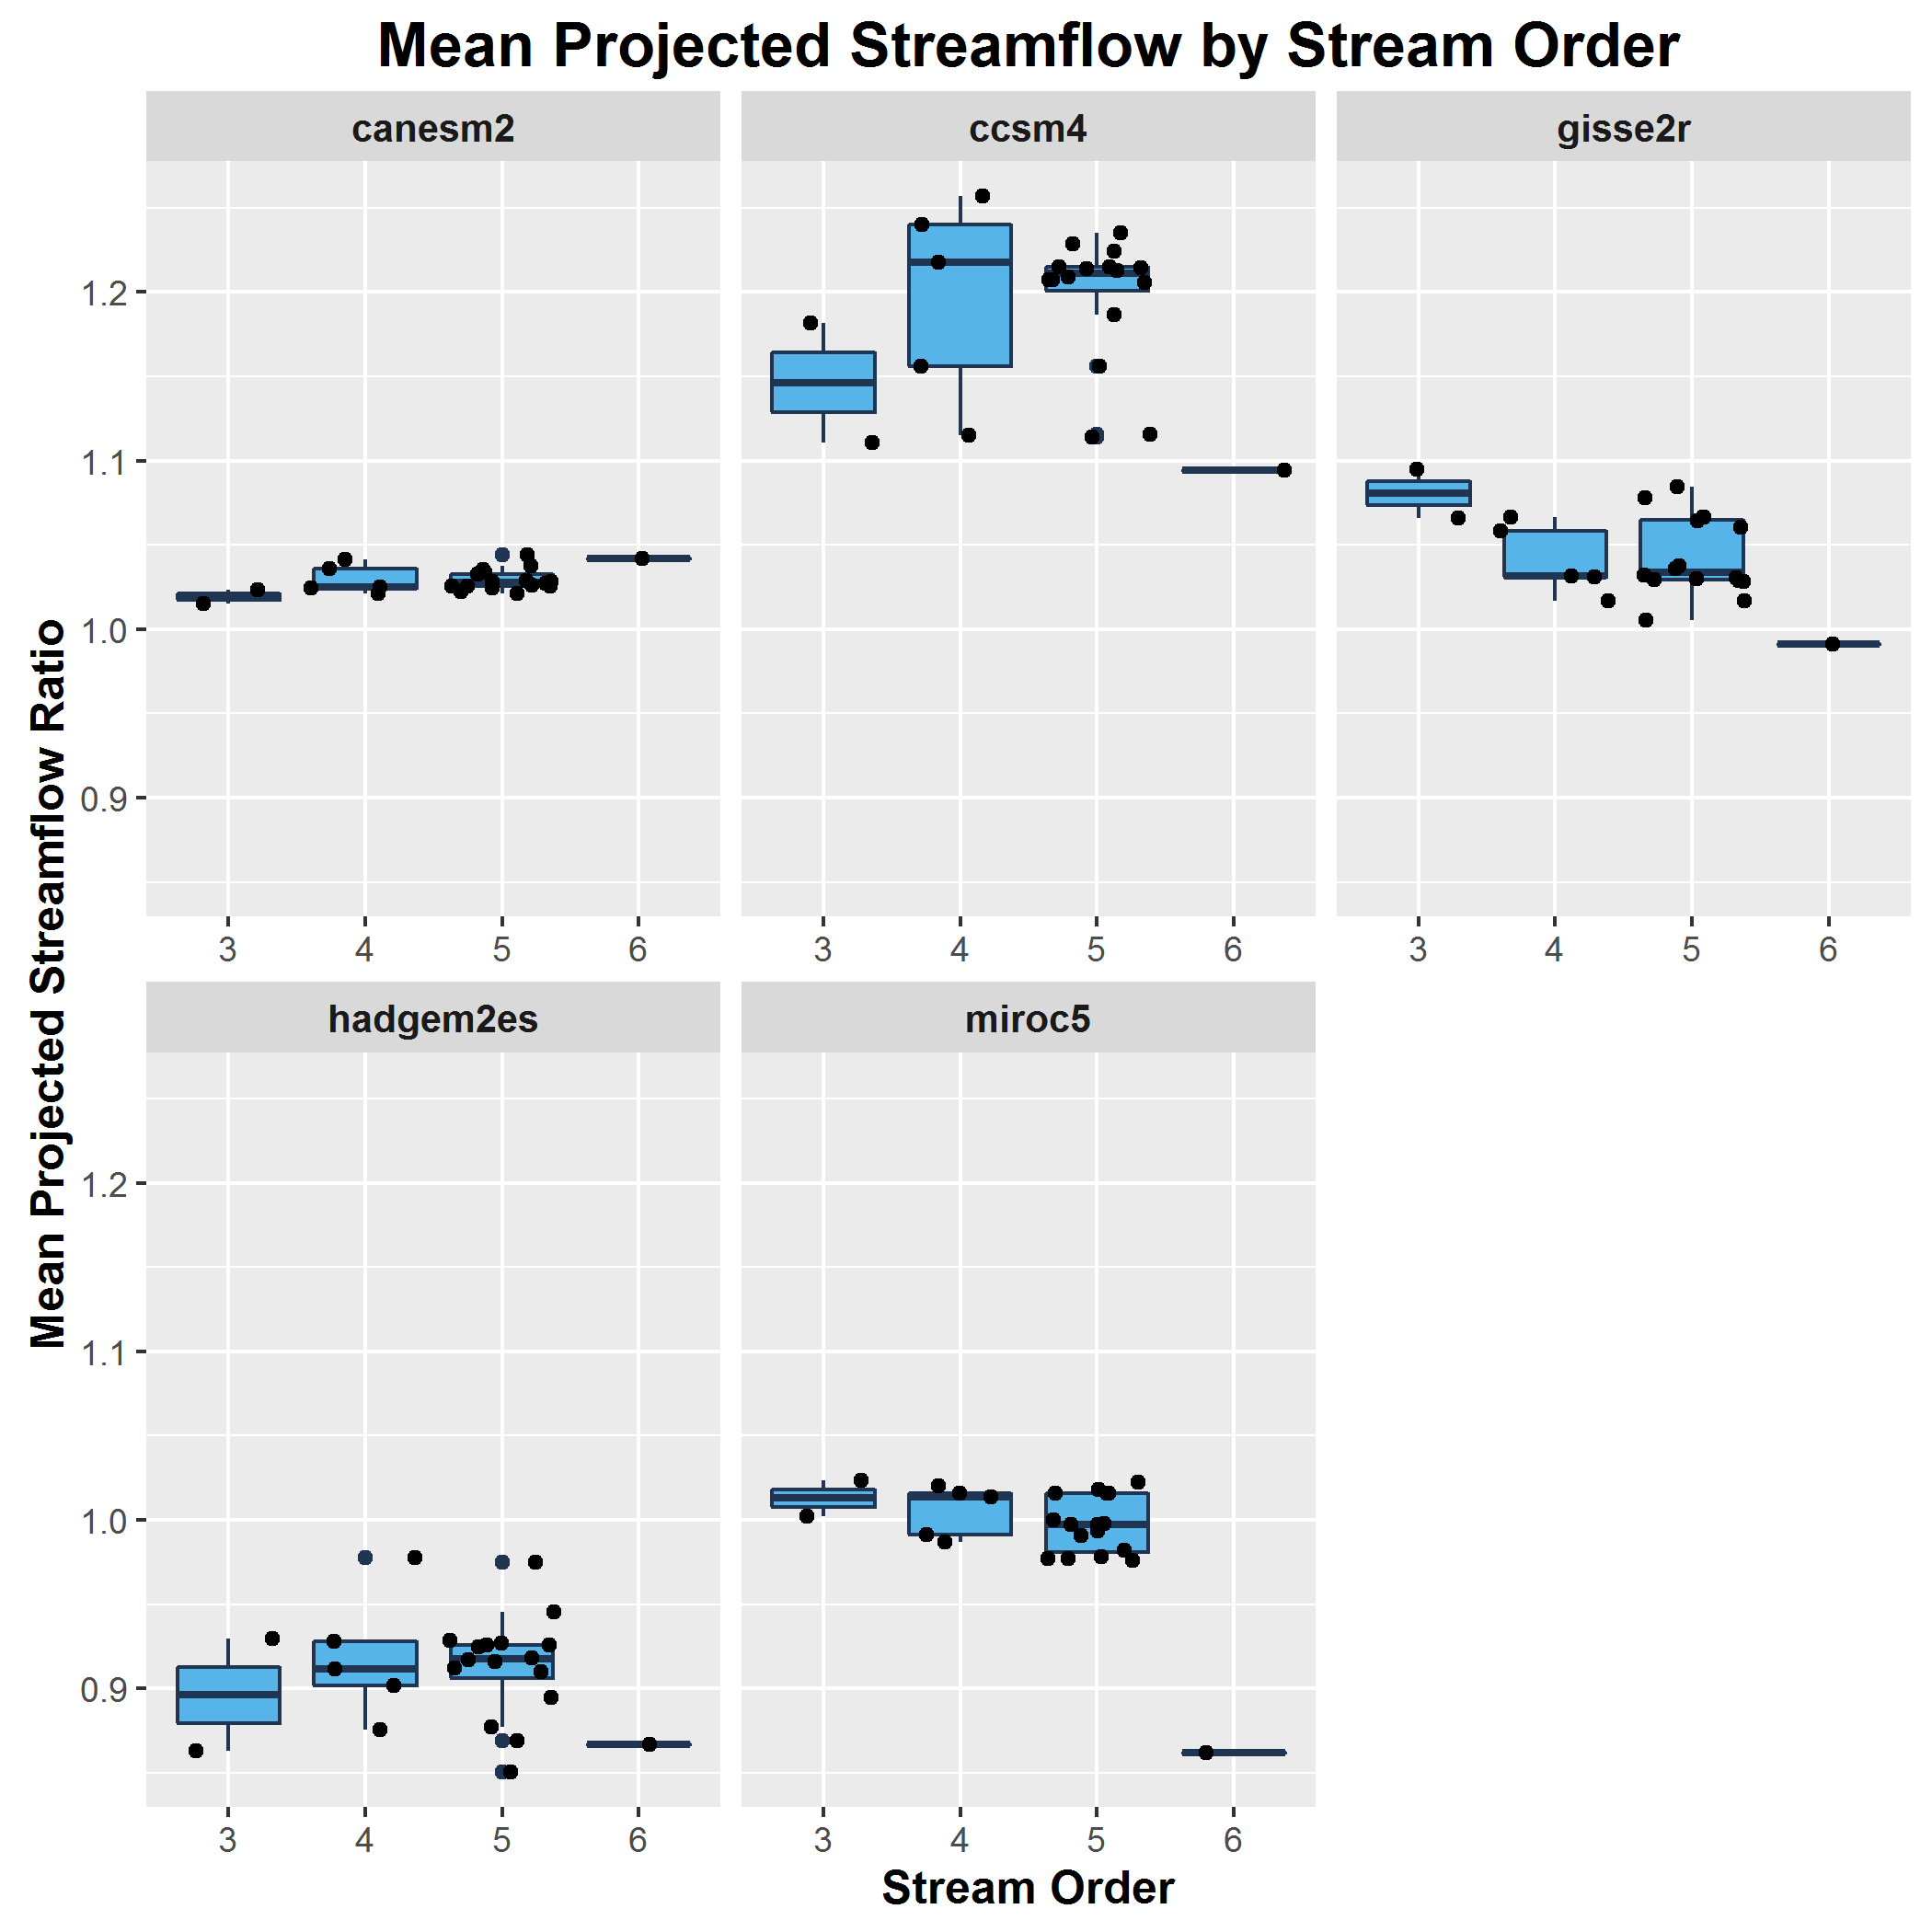 Mean Projected Streamflow by Stream Order
canesm2
ccsm4
gisse2r
Mean Projected Streamflow Ratio
1.2
1.1
1.0
0.9
3 4 5 6
3 4 5 6
3 4 5 6
hadgem2es
miroc5
1.2
1.1
1.0
0.9
3 4 5 6
3 4 5 6
Stream Order